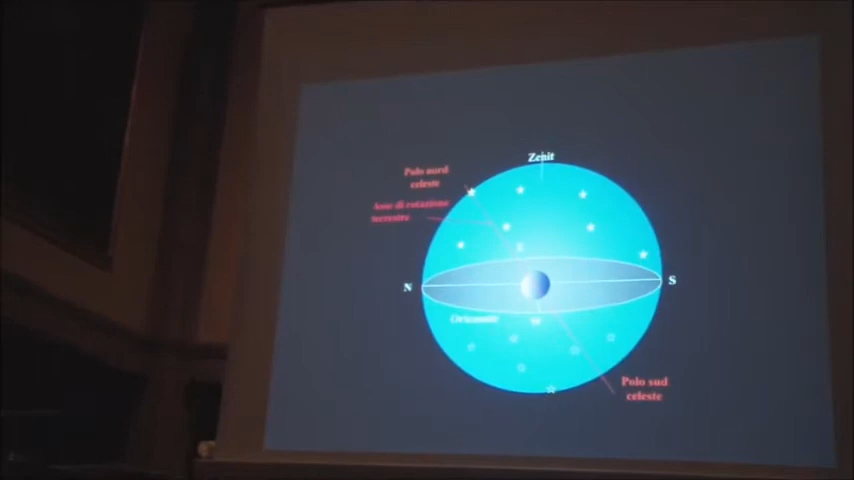 Zenit
Polo nord
celeste
Asse di rotazione
terrestre
N
S
Orizzonte
Polo sud
celeste